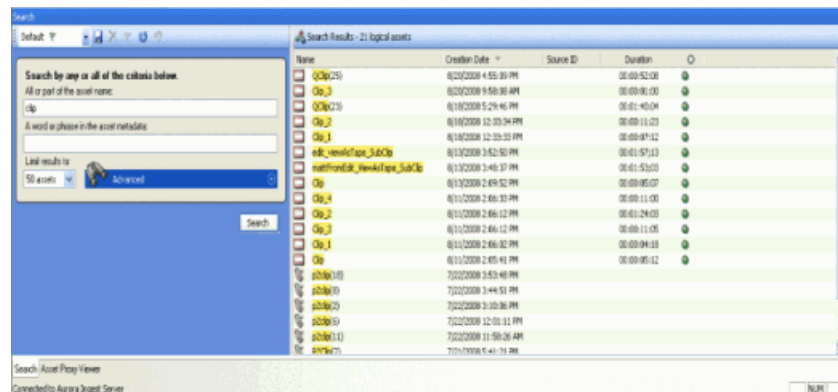 Search
Default
Search Results - 21 logical assets
Name Creation Date Source ID Duration
Search by any or all of the criteria below.
All or part of the asset name:
clip
A word or phrase in the asset metadata:
Limit results to:
50 assets Advanced
Search
QClip(25) 8/20/2008 4:55:39 PM 00:00:52:08
Clip_3 8/20/2008 9:58:08 AM 00:00:01:00
QClip(23) 8/18/2008 5:29:46 PM 00:01:40:04
Clip_2 8/18/2008 12:33:34 PM 00:00:11:23
Clip_1 8/18/2008 12:33:33 PM 00:00:07:12
edit_viewAsTape_SubClip 8/13/2008 3:52:50 PM 00:01:57;13
mattFromEdit_ViewAsTape_SubClip 8/13/2008 3:48:37 PM 00:01:53;03
Clip 8/13/2008 2:09:52 PM 00:00:05:07
Clip_4 8/11/2008 2:06:33 PM 00:00:11:00
Clip_2 8/11/2008 2:06:12 PM 00:01:24:03
Clip_3 8/11/2008 2:06:12 PM 00:00:11:05
Clip_1 8/11/2008 2:06:02 PM 00:00:04:18
Clip 8/11/2008 2:05:41 PM 00:00:05:12
p2clip(18) 7/22/2008 3:53:48 PM
p2clip(8) 7/22/2008 3:44:51 PM
p2clip(2) 7/22/2008 3:10:36 PM
p2clip(6) 7/22/2008 12:01:11 PM
p2clip(11) 7/22/2008 11:58:26 AM
Search Asset Proxy Viewer
Connected to Aurora Ingest Server NUM